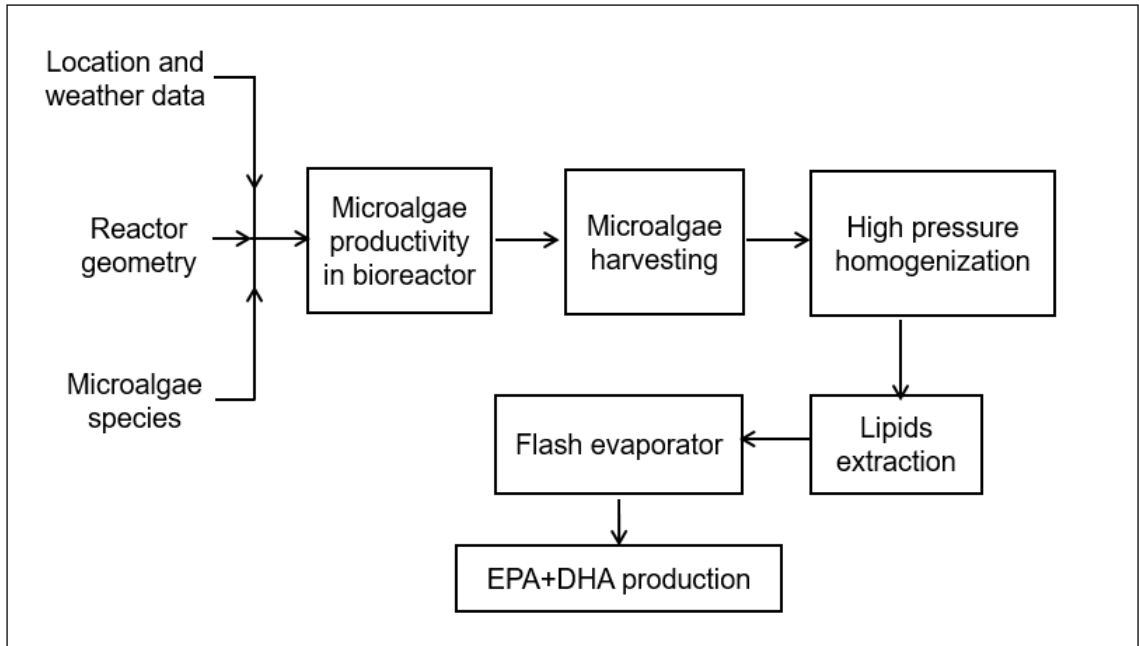 Location and
weather data
Reactor
geometry
Microalgae
species
Microalgae
productivity
in bioreactor
Microalgae
harvesting
High pressure
homogenization
Lipids
extraction
Flash evaporator
EPA+DHA production